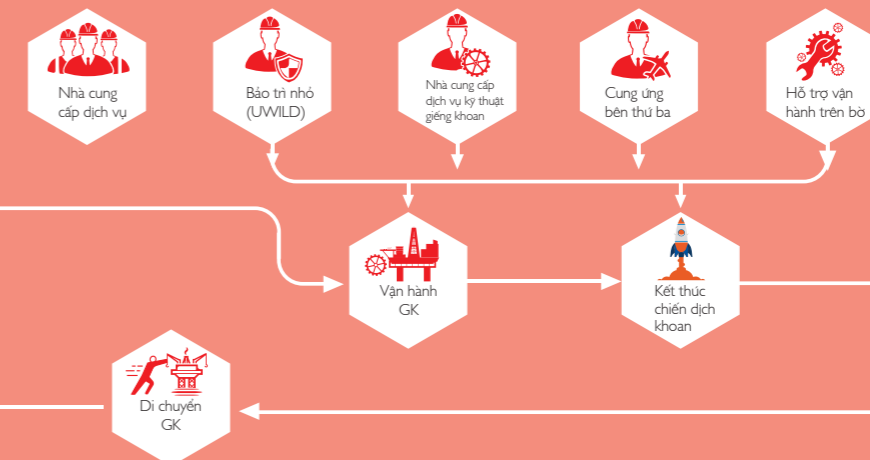 Nhà cung
cấp dịch vụ
Bảo trì nhỏ
(UWILD)
Nhà cung cấp
dịch vụ kỹ thuật
giếng khoan
Cung ứng
bên thứ ba
Hỗ trợ vận
hành trên bờ
Vận hành
GK
Kết thúc
chiến dịch
khoan
Di chuyển
GK